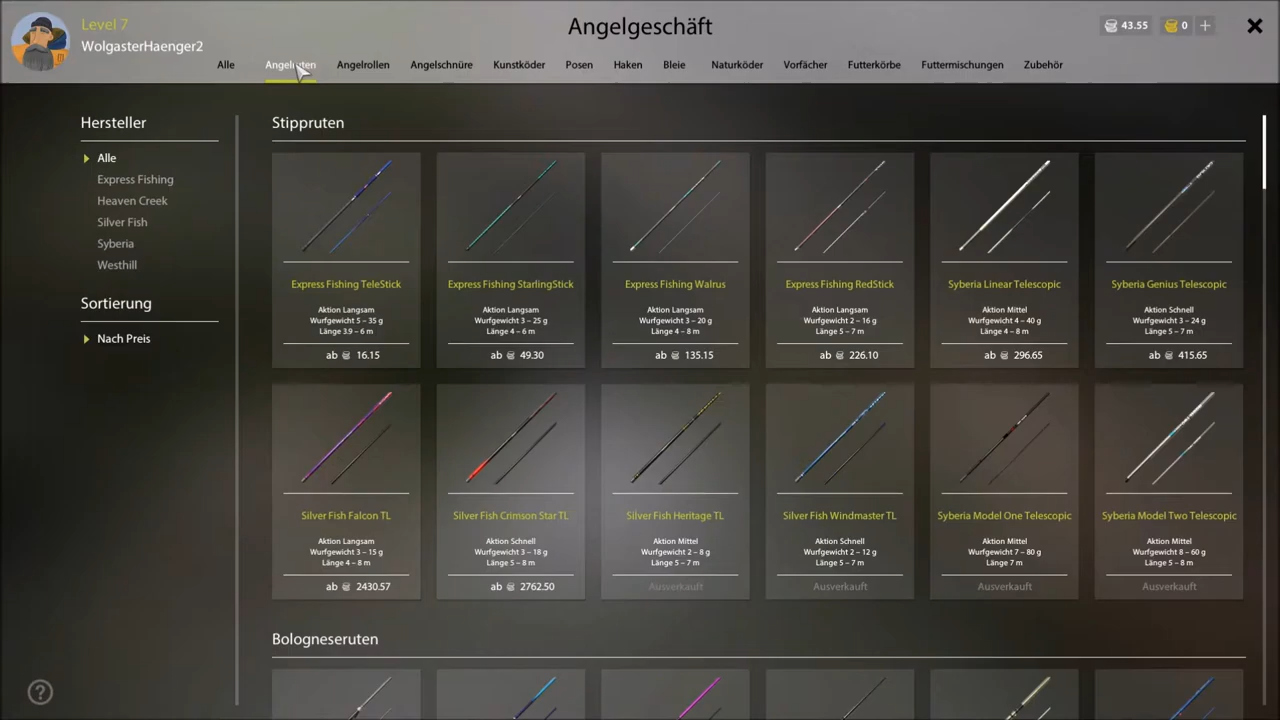 Level 7
WolgasterHaenger2
Angelgeschäft
43.55
0
Alle
Angelruten
Angelrollen
Angelschnüre
Kunstköder
Posen
Haken
Bleie
Naturköder
Vorfächer
Futterkörbe
Futtermischungen
Zubehör
Hersteller
Alle
Express Fishing
Heaven Creek
Silver Fish
Syberia
Westhill
Sortierung
Nach Preis
Stippruten
Express Fishing TeleStick
Aktion Langsam
Wurfgewicht 5 – 35 g
Länge 3.9 – 6 m
ab 16.15
Express Fishing StarlingStick
Aktion Langsam
Wurfgewicht 3 – 25 g
Länge 4 – 6 m
ab 49.30
Express Fishing Walrus
Aktion Langsam
Wurfgewicht 3 – 20 g
Länge 4 – 8 m
ab 135.15
Express Fishing RedStick
Aktion Langsam
Wurfgewicht 2 – 16 g
Länge 5 – 7 m
ab 226.10
Syberia Linear Telescopic
Aktion Mittel
Wurfgewicht 4 – 40 g
Länge 4 – 8 m
ab 296.65
Syberia Genius Telescopic
Aktion Schnell
Wurfgewicht 3 – 24 g
Länge 5 – 7 m
ab 415.65
Silver Fish Falcon TL
Aktion Langsam
Wurfgewicht 3 – 15 g
Länge 4 – 8 m
ab 2430.57
Silver Fish Crimson Star TL
Aktion Schnell
Wurfgewicht 3 – 18 g
Länge 5 – 8 m
ab 2762.50
Silver Fish Heritage TL
Aktion Mittel
Wurfgewicht 2 – 8 g
Länge 5 – 7 m
Ausverkauft
Silver Fish Windmaster TL
Aktion Schnell
Wurfgewicht 2 – 12 g
Länge 5 – 7 m
Ausverkauft
Syberia Model One Telescopic
Aktion Mittel
Wurfgewicht 7 – 80 g
Länge 7 m
Ausverkauft
Syberia Model Two Telescopic
Aktion Mittel
Wurfgewicht 8 – 60 g
Länge 5 – 7 m
Ausverkauft
Bologneseruten